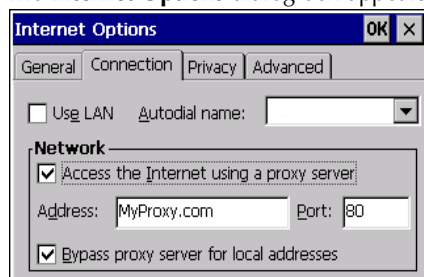 Internet Options OK ×
General Connection Privacy Advanced
Use LAN Autodial name:
Network
Access the Internet using a proxy server
Address: MyProxy.com Port: 80
Bypass proxy server for local addresses